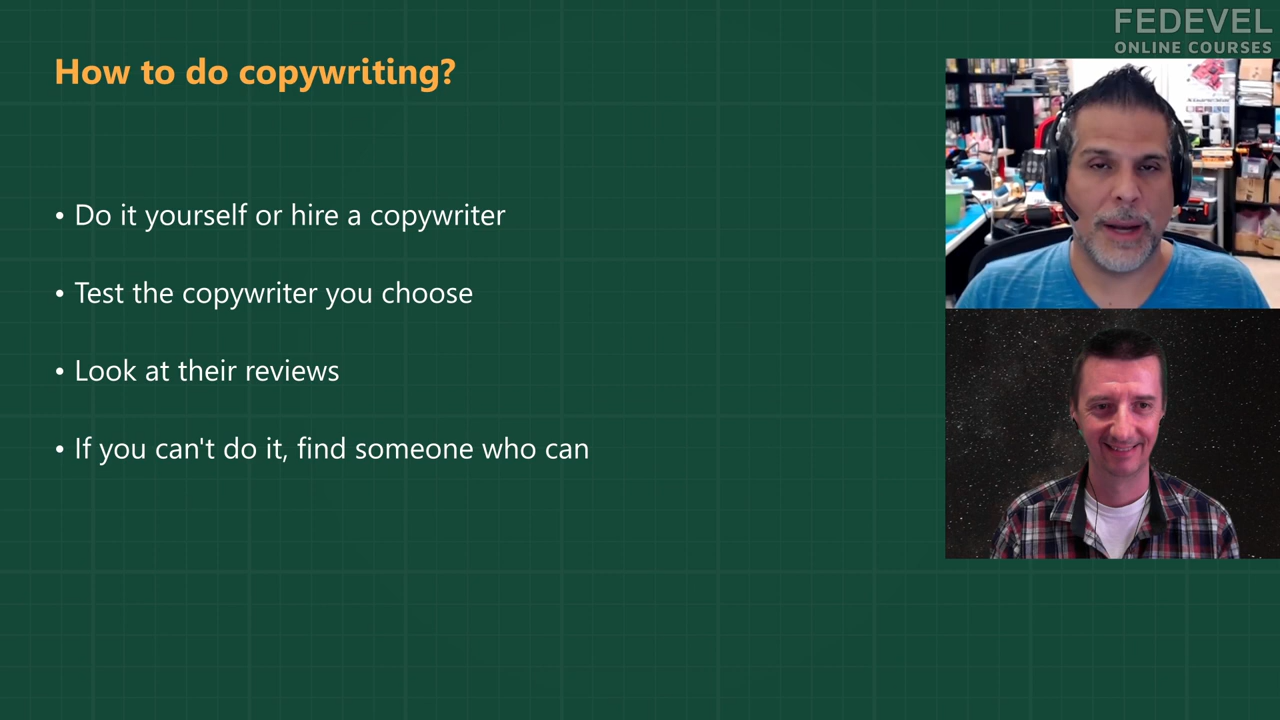 FEDEVEL
ONLINE COURSES
How to do copywriting?
• Do it yourself or hire a copywriter
• Test the copywriter you choose
• Look at their reviews
• If you can't do it, find someone who can